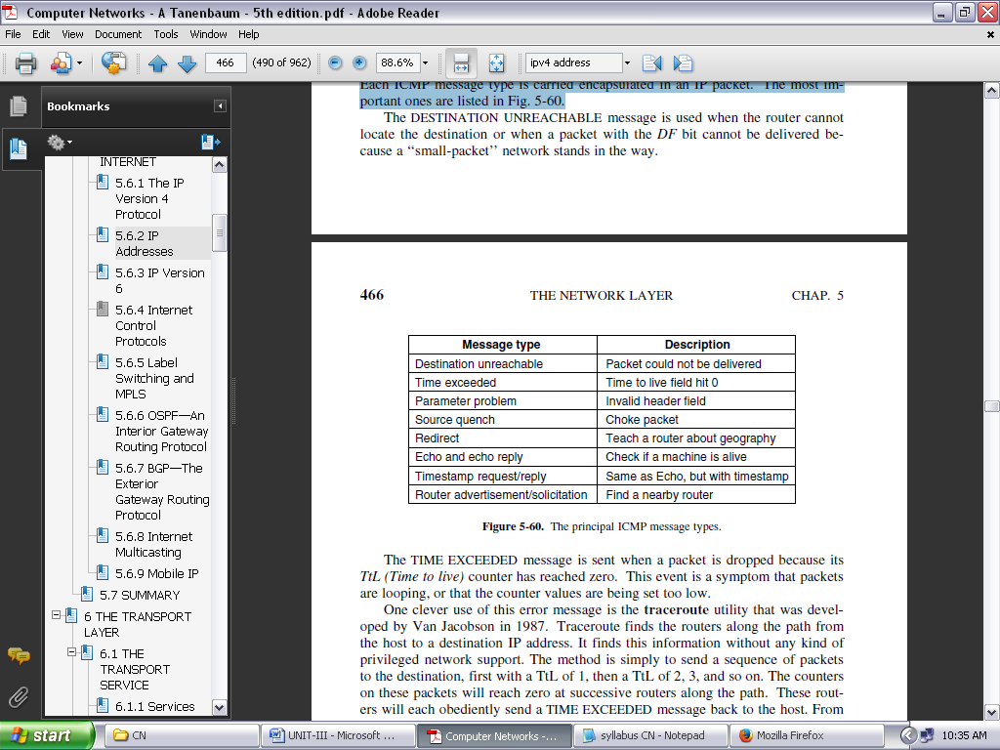 Computer Networks - A Tanenbaum - 5th edition.pdf - Adobe Reader
File Edit View Document Tools Window Help
466 (490 of 962) 88.6% ipv4 address
Bookmarks
INTERNET
5.6.1 The IP
Version 4
Protocol
5.6.2 IP
Addresses
5.6.3 IP Version
6
5.6.4 Internet
Control
Protocols
5.6.5 Label
Switching and
MPLS
5.6.6 OSPF—An
Interior Gateway
Routing Protocol
5.6.7 BGP—The
Exterior
Gateway Routing
Protocol
5.6.8 Internet
Multicasting
5.6.9 Mobile IP
5.7 SUMMARY
6 THE TRANSPORT
LAYER
6.1 THE
TRANSPORT
SERVICE
6.1.1 Services
Each ICMP message type is carried encapsulated in an IP packet. The most im-
portant ones are listed in Fig. 5-60.
The DESTINATION UNREACHABLE message is used when the router cannot
locate the destination or when a packet with the DF bit cannot be delivered be-
cause a ‘‘small-packet’’ network stands in the way.
466 THE NETWORK LAYER CHAP. 5
Message type Description
Destination unreachable Packet could not be delivered
Time exceeded Time to live field hit 0
Parameter problem Invalid header field
Source quench Choke packet
Redirect Teach a router about geography
Echo and echo reply Check if a machine is alive
Timestamp request/reply Same as Echo, but with timestamp
Router advertisement/solicitation Find a nearby router
Figure 5-60. The principal ICMP message types.
The TIME EXCEEDED message is sent when a packet is dropped because its
TtL (Time to live) counter has reached zero. This event is a symptom that packets
are looping, or that the counter values are being set too low.
One clever use of this error message is the traceroute utility that was devel-
oped by Van Jacobson in 1987. Traceroute finds the routers along the path from
the host to a destination IP address. It finds this information without any kind of
privileged network support. The method is simply to send a sequence of packets
to the destination, first with a TtL of 1, then a TtL of 2, 3, and so on. The counters
on these packets will reach zero at successive routers along the path. These rout-
ers will each obediently send a TIME EXCEEDED message back to the host. From
start CN UNIT-III - Microsoft ... Computer Networks -... syllabus CN - Notepad Mozilla Firefox 10:35 AM